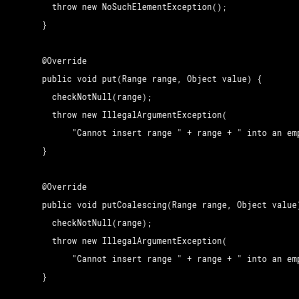 throw new NoSuchElementException();
}
@Override
public void put(Range range, Object value) {
checkNotNull(range);
throw new IllegalArgumentException(
"Cannot insert range " + range + " into an emp
}
@Override
public void putCoalescing(Range range, Object value)
checkNotNull(range);
throw new IllegalArgumentException(
"Cannot insert range " + range + " into an emp
}